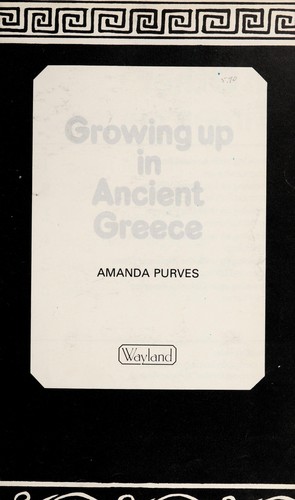 Growing up
in
Ancient
Greece
AMANDA PURVES
Wayland